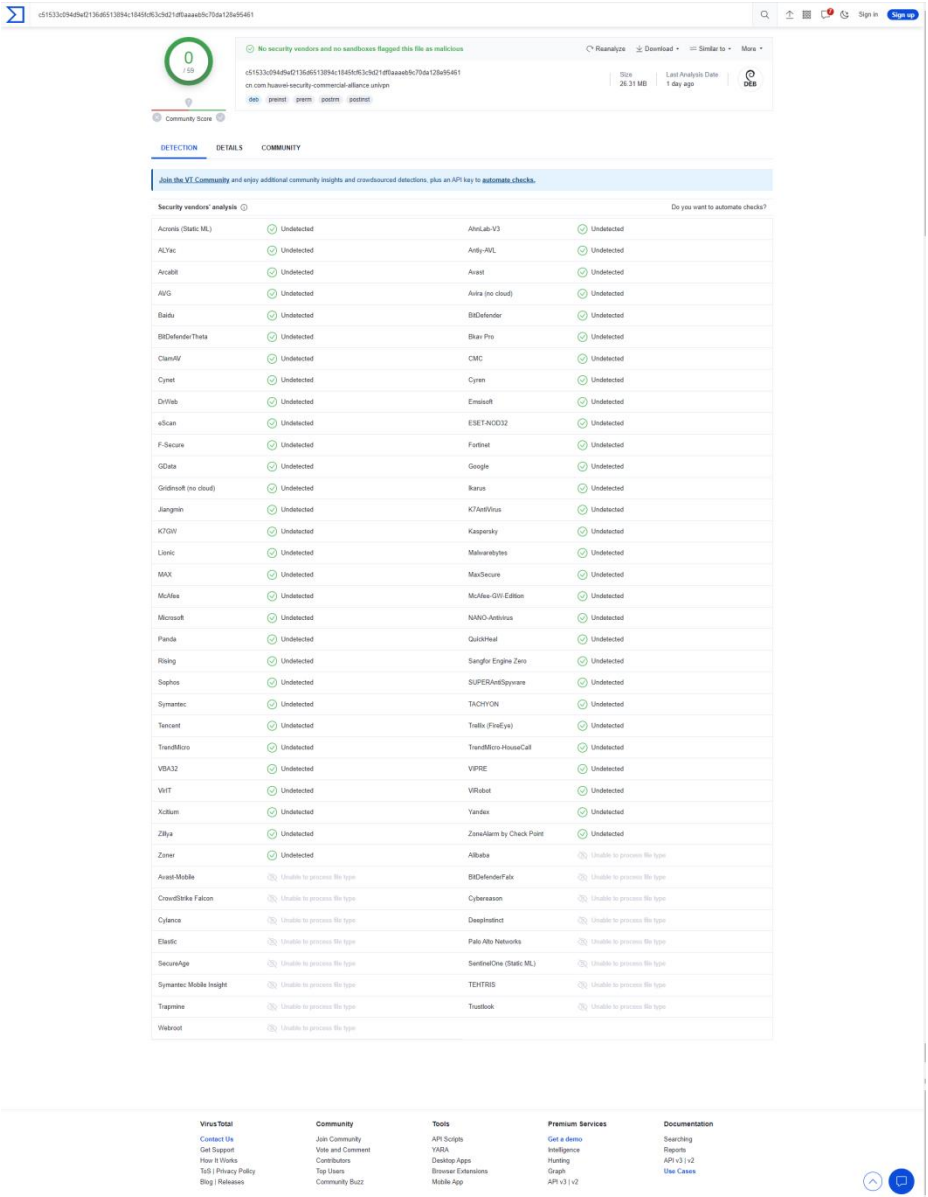 c51533c094d9ef2136d6513894c1845fcf63c9d21df0aaaeb9c70da128e95461
7
Sign in Sign up
0
/ 59
No security vendors and no sandboxes flagged this file as malicious
Reanalyze Download Similar to More
c51533c094d9ef2136d6513894c1845fcf63c9d21df0aaaeb9c70da128e95461
cn.com.huawei-security-commercial-alliance.univpn
deb preinst prerm postrm postinst
Size
26.31 MB
Last Analysis Date
1 day ago
DEB
Community Score
DETECTION DETAILS COMMUNITY
Join the VT Community and enjoy additional community insights and crowdsourced detections, plus an API key to automate checks.
Security vendors' analysis Do you want to automate checks?
Acronis (Static ML) Undetected AhnLab-V3 Undetected
ALYac Undetected Antiy-AVL Undetected
Arcabit Undetected Avast Undetected
AVG Undetected Avira (no cloud) Undetected
Baidu Undetected BitDefender Undetected
BitDefenderTheta Undetected Bkav Pro Undetected
ClamAV Undetected CMC Undetected
Cynet Undetected Cyren Undetected
DrWeb Undetected Emsisoft Undetected
eScan Undetected ESET-NOD32 Undetected
F-Secure Undetected Fortinet Undetected
GData Undetected Google Undetected
Gridinsoft (no cloud) Undetected Ikarus Undetected
Jiangmin Undetected K7AntiVirus Undetected
K7GW Undetected Kaspersky Undetected
Lionic Undetected Malwarebytes Undetected
MAX Undetected MaxSecure Undetected
McAfee Undetected McAfee-GW-Edition Undetected
Microsoft Undetected NANO-Antivirus Undetected
Panda Undetected QuickHeal Undetected
Rising Undetected Sangfor Engine Zero Undetected
Sophos Undetected SUPERAntiSpyware Undetected
Symantec Undetected TACHYON Undetected
Tencent Undetected Trellix (FireEye) Undetected
TrendMicro Undetected TrendMicro-HouseCall Undetected
VBA32 Undetected VIPRE Undetected
VirIT Undetected ViRobot Undetected
Xcitium Undetected Yandex Undetected
Zillya Undetected ZoneAlarm by Check Point Undetected
Zoner Undetected Alibaba Unable to process file type
Avast-Mobile Unable to process file type BitDefenderFalx Unable to process file type
CrowdStrike Falcon Unable to process file type Cybereason Unable to process file type
Cylance Unable to process file type DeepInstinct Unable to process file type
Elastic Unable to process file type Palo Alto Networks Unable to process file type
SecureAge Unable to process file type SentinelOne (Static ML) Unable to process file type
Symantec Mobile Insight Unable to process file type TEHTRIS Unable to process file type
Trapmine Unable to process file type Trustlook Unable to process file type
Webroot Unable to process file type
VirusTotal Community Tools Premium Services Documentation
Contact Us Join Community API Scripts Get a demo Searching
Get Support Vote and Comment YARA Intelligence Reports
How It Works Contributors Desktop Apps Hunting API v3 | v2
ToS | Privacy Policy Top Users Browser Extensions Graph Use Cases
Blog | Releases Community Buzz Mobile App API v3 | v2